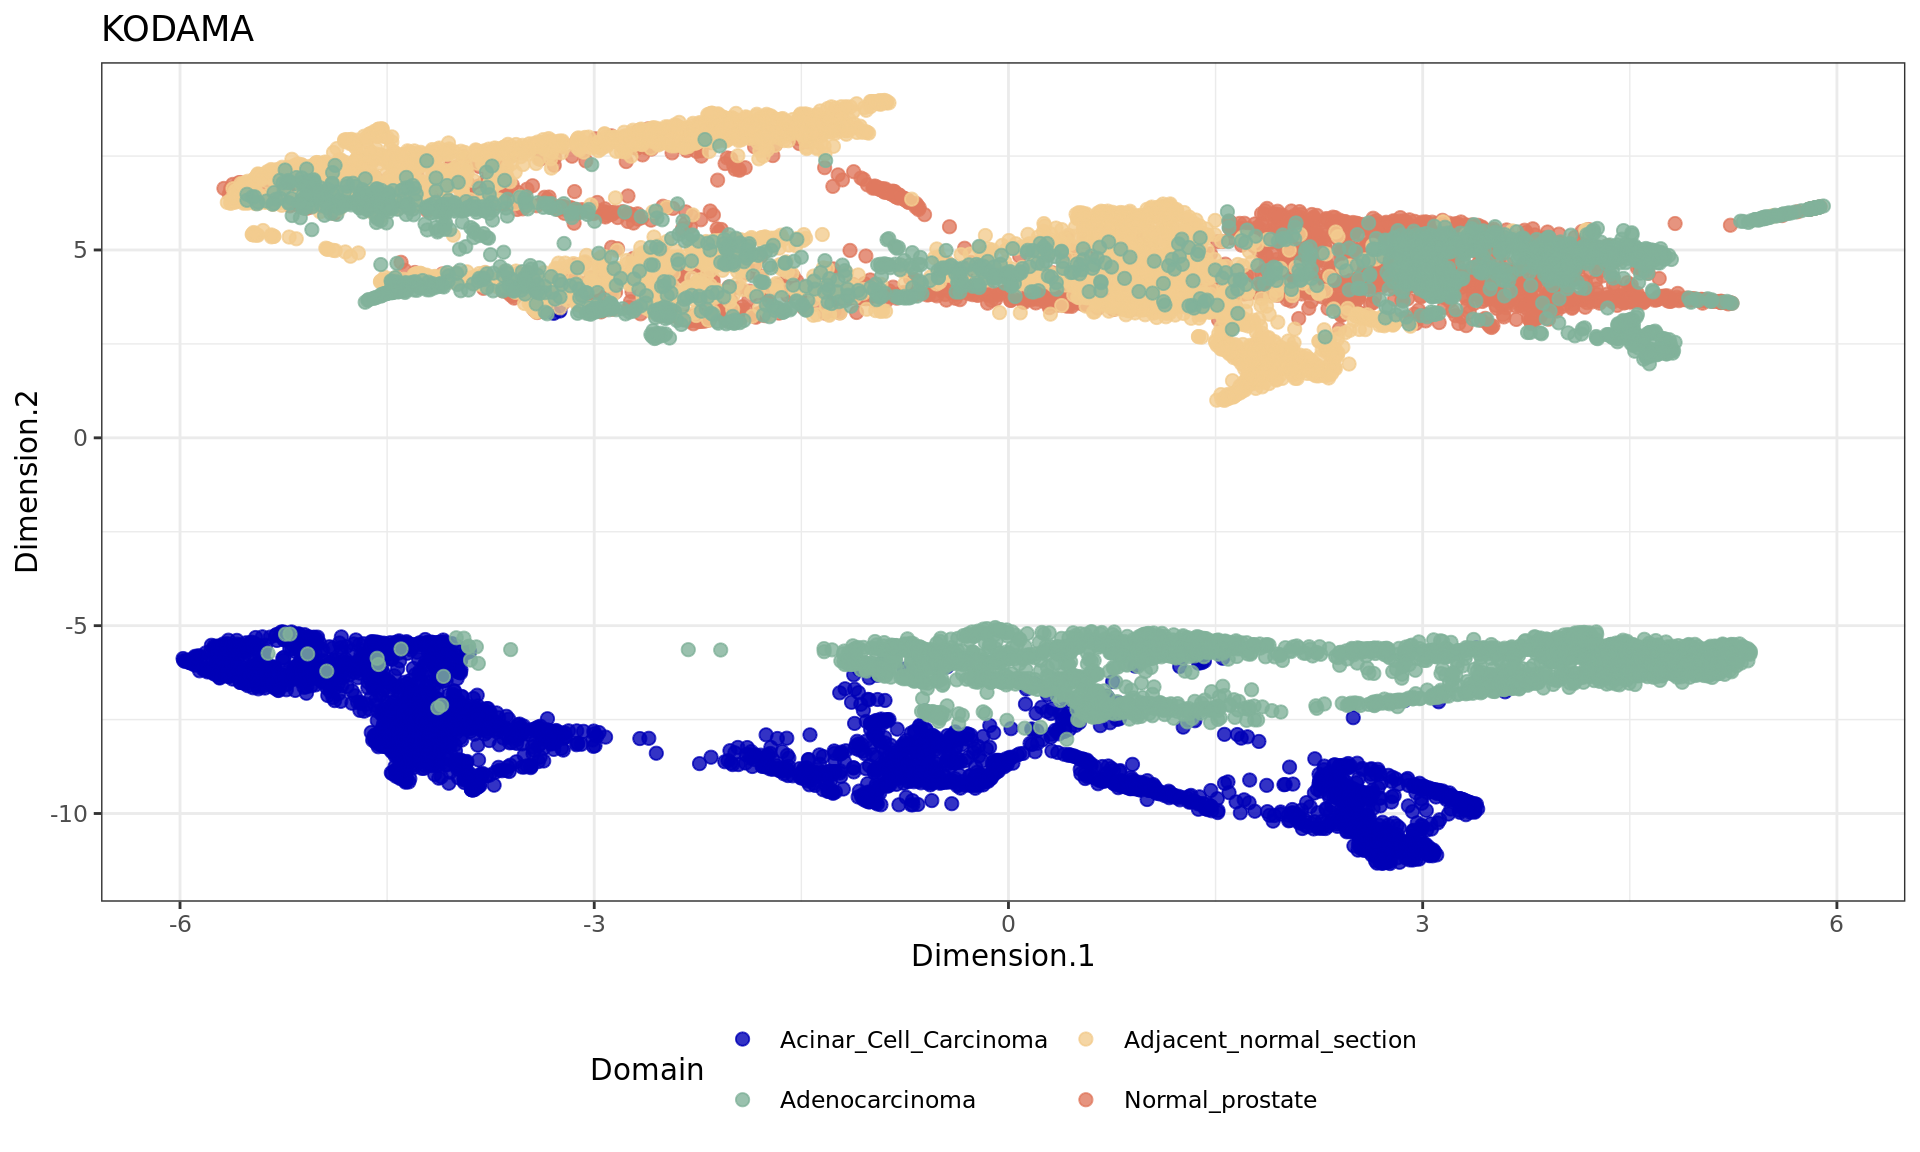 KODAMA
Dimension.2
5
0
-5
-10
-6 -3 0 3 6
Dimension.1
Domain
Acinar_Cell_Carcinoma Adjacent_normal_section
Adenocarcinoma Normal_prostate